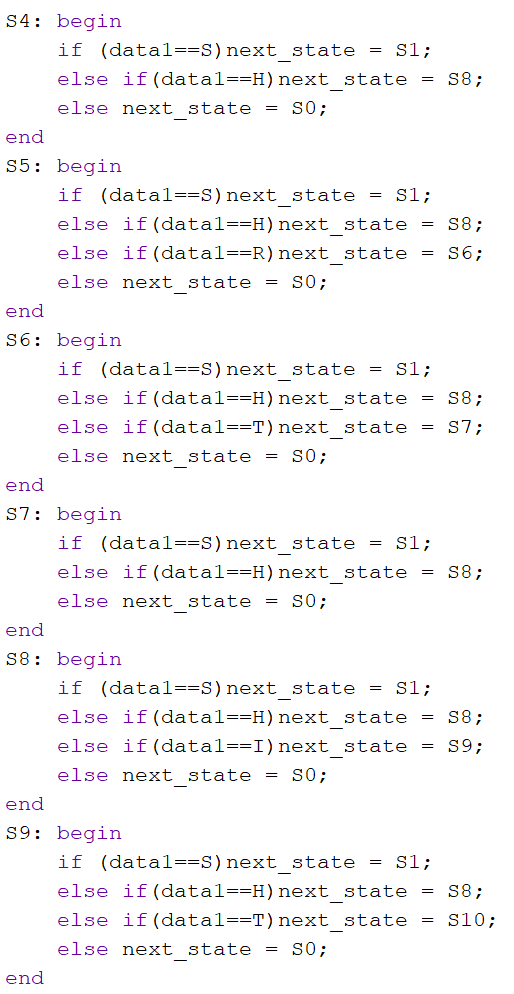 S4: begin
    if (data1==S)next_state = S1;
    else if(data1==H)next_state = S8;
    else next_state = S0;
end
S5: begin
    if (data1==S)next_state = S1;
    else if(data1==H)next_state = S8;
    else if(data1==R)next_state = S6;
    else next_state = S0;
end
S6: begin
    if (data1==S)next_state = S1;
    else if(data1==H)next_state = S8;
    else if(data1==T)next_state = S7;
    else next_state = S0;
end
S7: begin
    if (data1==S)next_state = S1;
    else if(data1==H)next_state = S8;
    else next_state = S0;
end
S8: begin
    if (data1==S)next_state = S1;
    else if(data1==H)next_state = S8;
    else if(data1==I)next_state = S9;
    else next_state = S0;
end
S9: begin
    if (data1==S)next_state = S1;
    else if(data1==H)next_state = S8;
    else if(data1==T)next_state = S10;
    else next_state = S0;
end